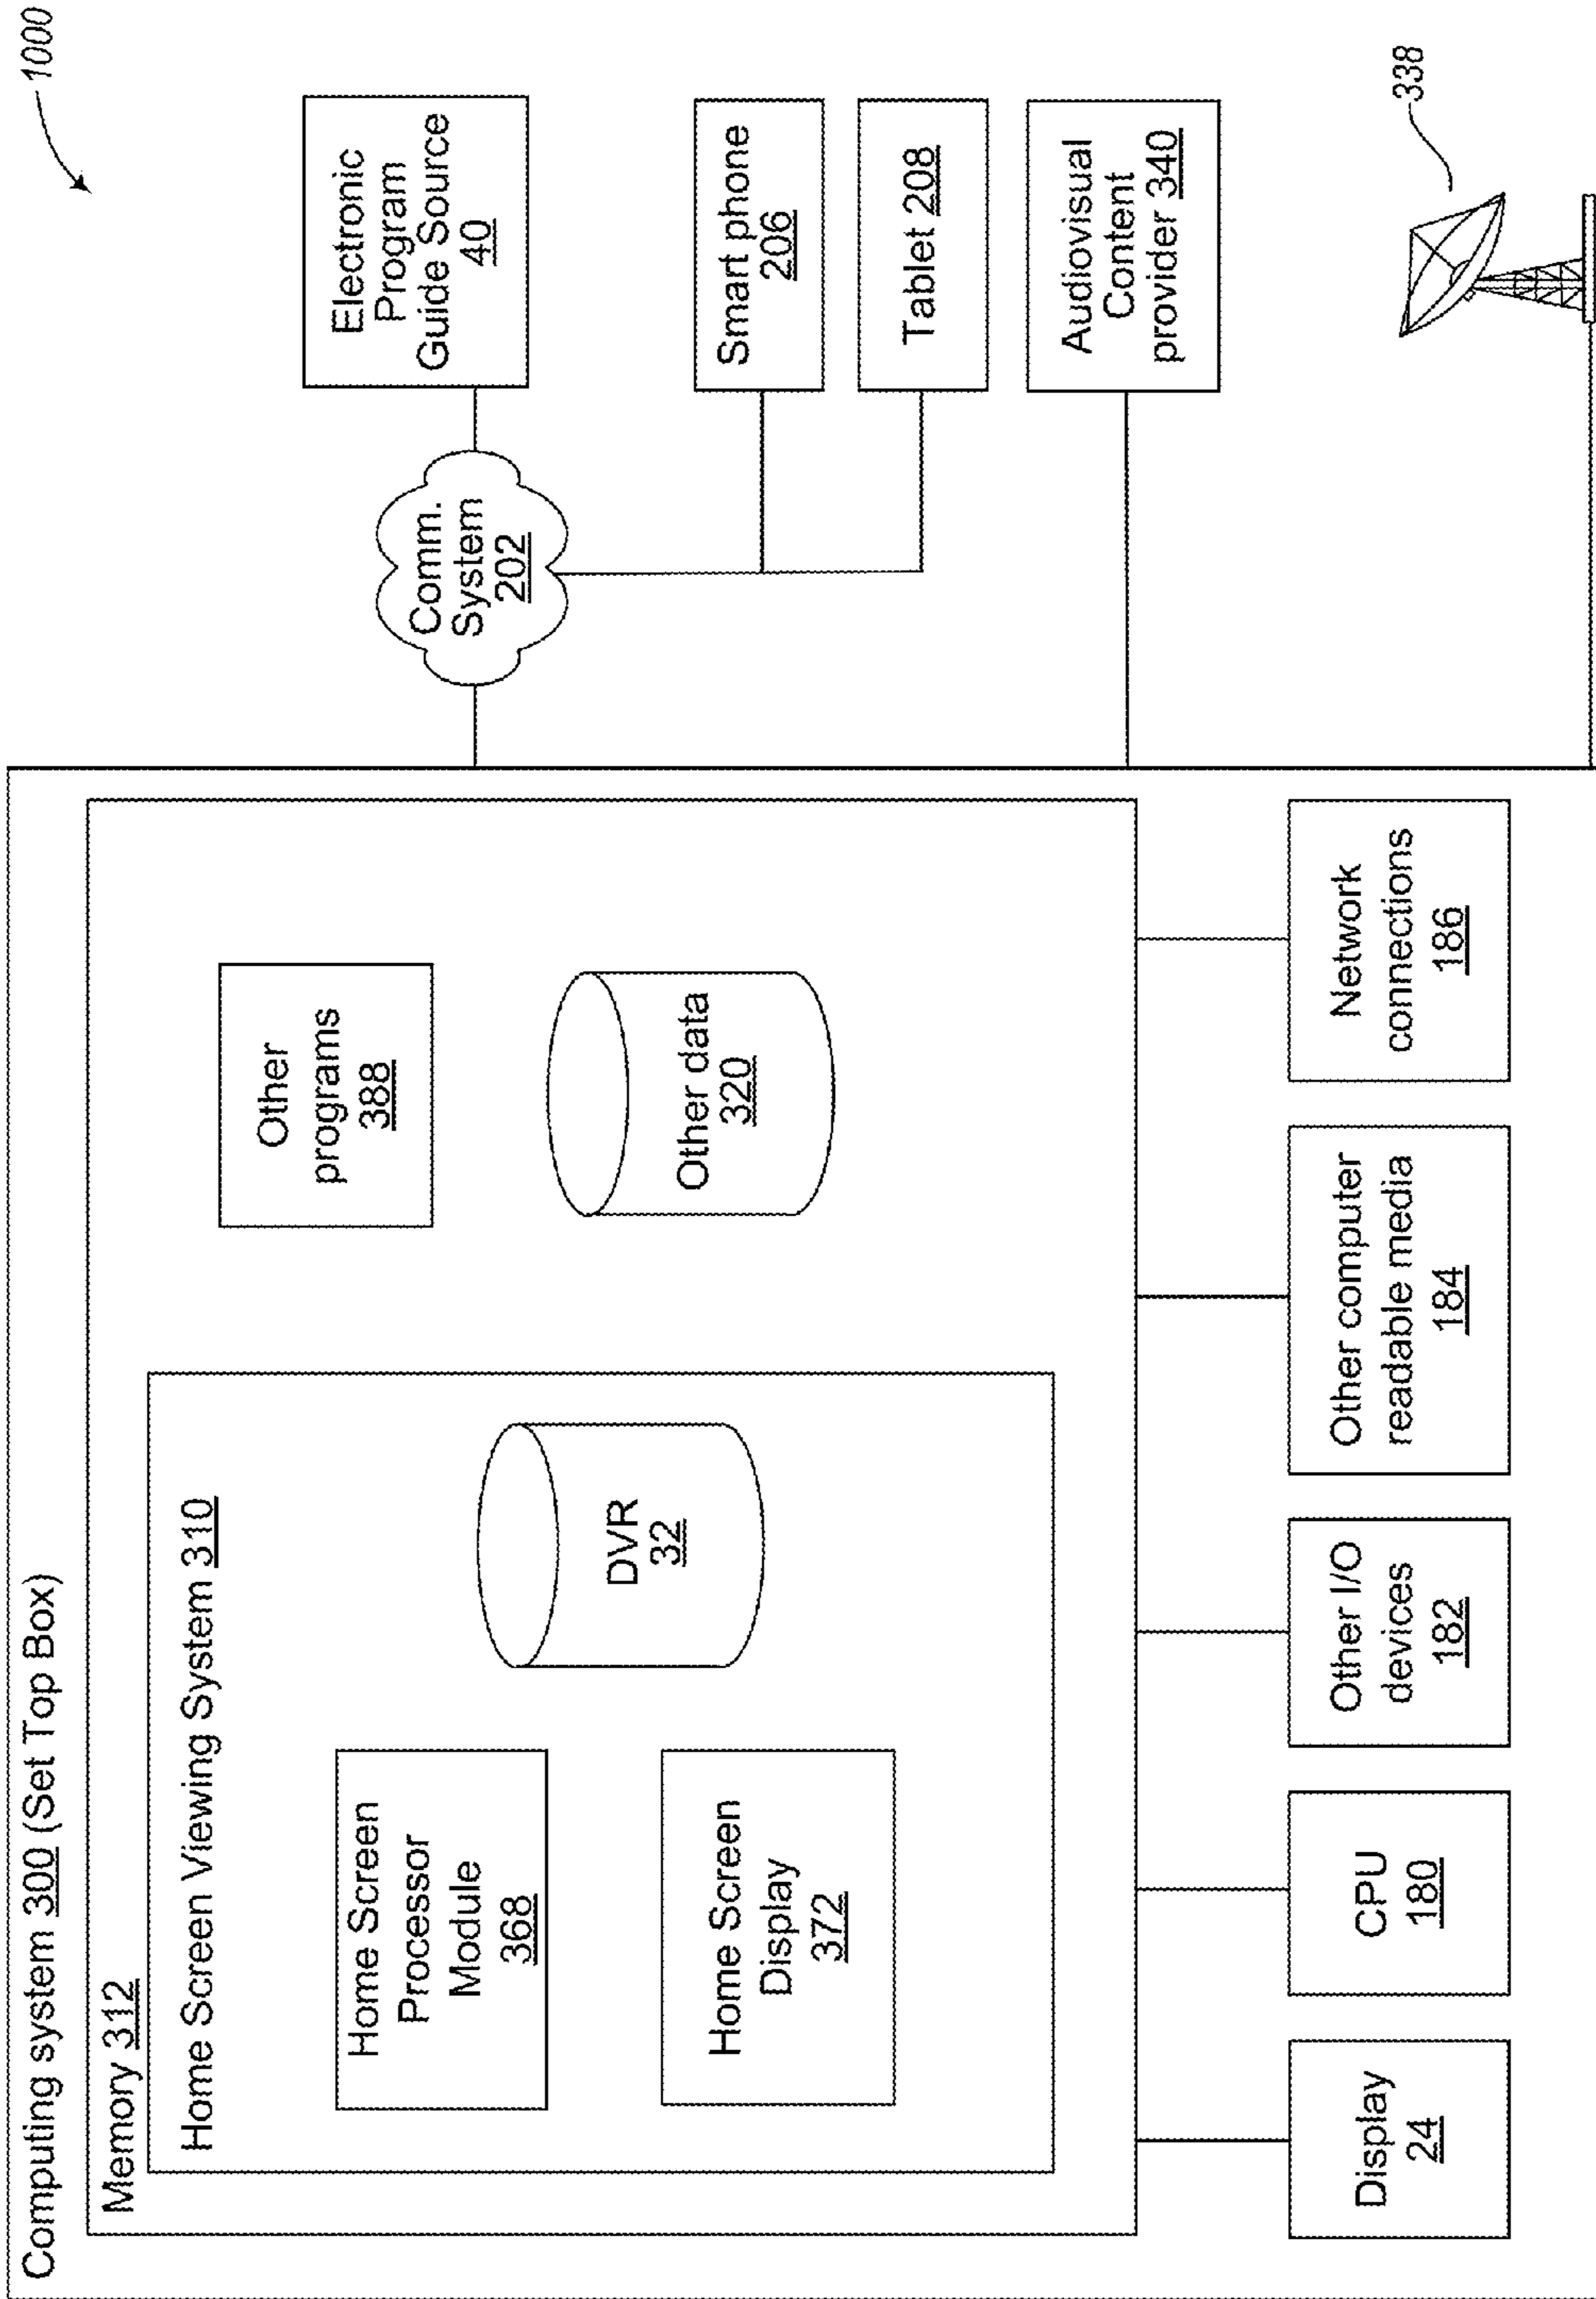 1000
Computing system 300 (Set Top Box)
Memory 312
Home Screen Viewing System 310
Home Screen
Processor
Module
368
Home Screen
Display
372
DVR
32
Other
programs
388
Other data
320
Display
24
CPU
180
Other I/O
devices
182
Other computer
readable media
184
Network
connections
186
Comm.
System
202
Electronic
Program
Guide Source
40
Smart phone
206
Tablet 208
Audiovisual
Content
provider 340
338